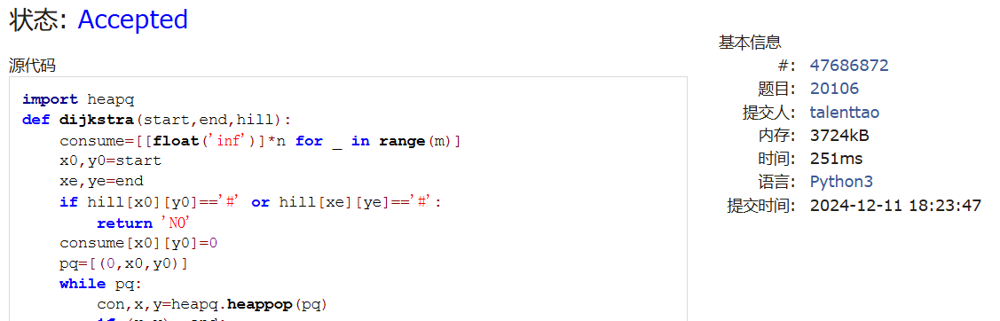 状态: Accepted
源代码
import heapq
def dijkstra(start,end,hill):
    consume=[[float('inf')]*n for _ in range(m)]
    x0,y0=start
    xe,ye=end
    if hill[x0][y0]=='#' or hill[xe][ye]=='#':
        return 'NO'
    consume[x0][y0]=0
    pq=[(0,x0,y0)]
    while pq:
        con,x,y=heapq.heappop(pq)
基本信息
#: 47686872
题目: 20106
提交人: talenttao
内存: 3724kB
时间: 251ms
语言: Python3
提交时间: 2024-12-11 18:23:47